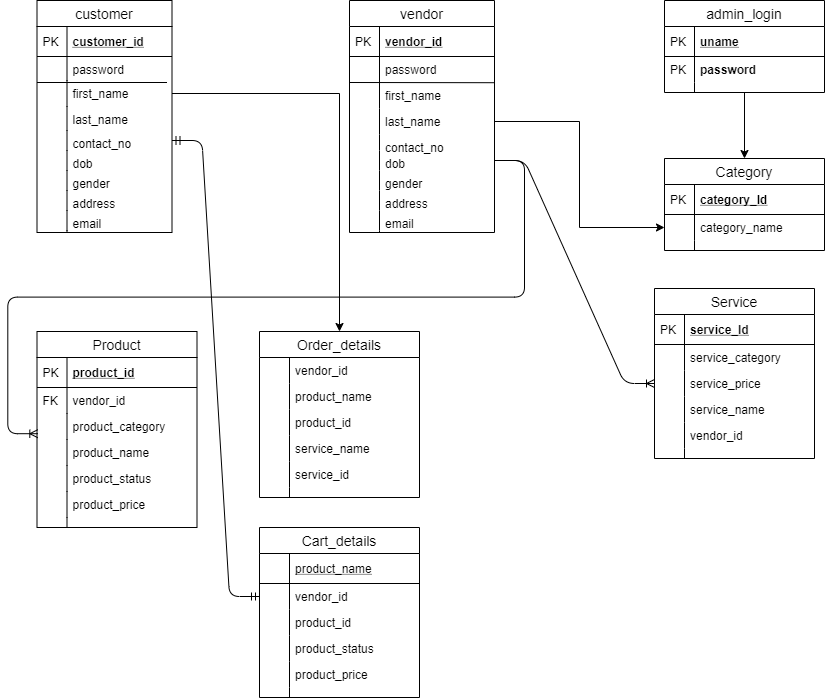 customer
PK customer_id
password
first_name
last_name
contact_no
dob
gender
address
email
vendor
PK vendor_id
password
first_name
last_name
contact_no
dob
gender
address
email
admin_login
PK uname
PK password
Category
PK category_Id
category_name
Service
PK service_Id
service_category
service_price
service_name
vendor_id
Product
PK product_id
FK vendor_id
product_category
product_name
product_status
product_price
Order_details
vendor_id
product_name
product_id
service_name
service_id
Cart_details
product_name
vendor_id
product_id
product_status
product_price